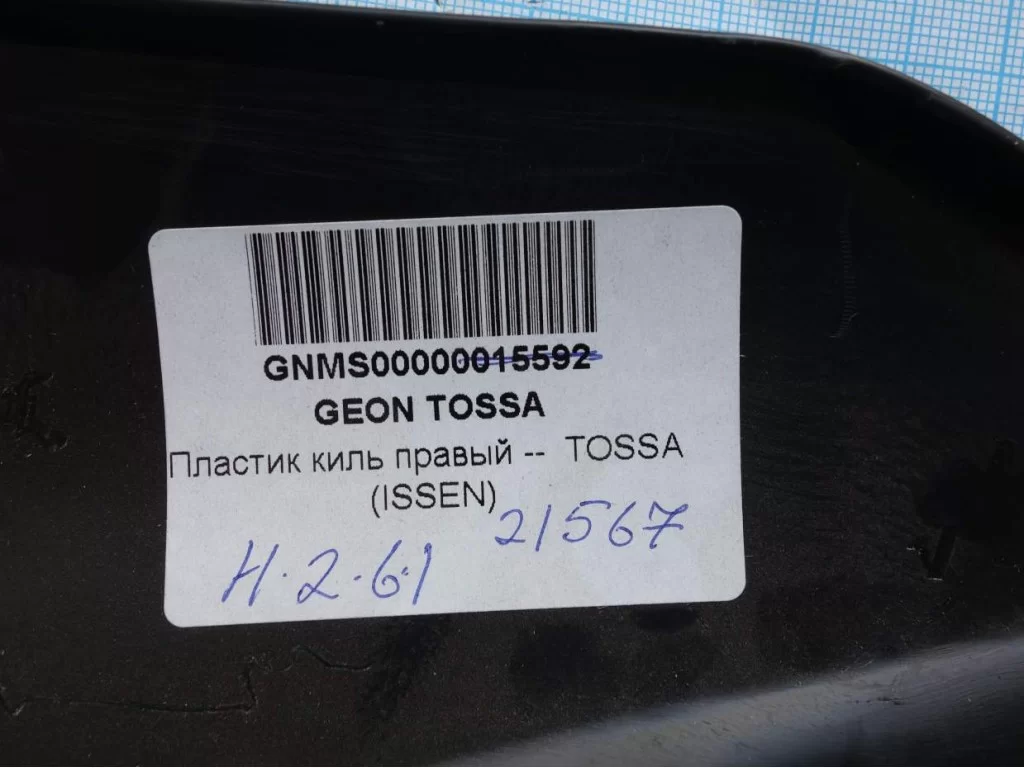 GNMS00000015592
GEON TOSSA
Пластик киль правый -- TOSSA
(ISSEN)
21567
H.2.6.1